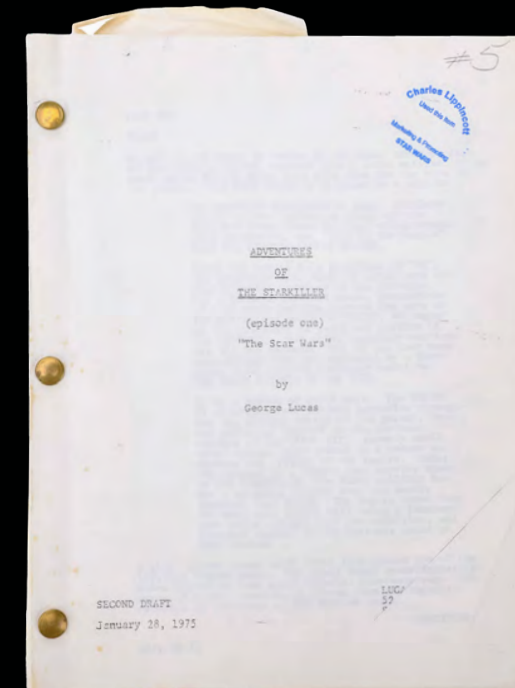 #5
Charles Lippincott
Used this item
Marketing & Promoting
STAR WARS
ADVENTURES
OF
THE STARKILLER
(episode one)
"The Star Wars"
by
George Lucas
SECOND DRAFT
January 28, 1975